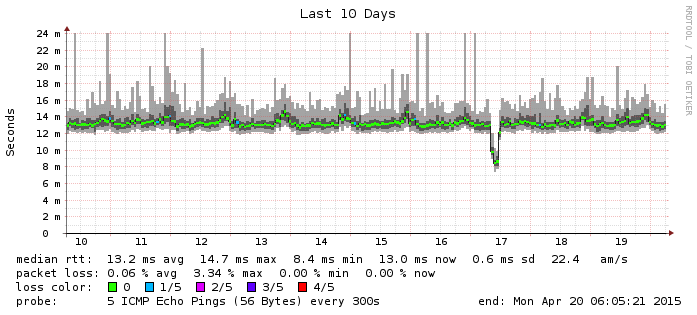 Last 10 Days
RRDTOOL / TOBI OETIKER
Seconds
24 m
22 m
20 m
18 m
16 m
14 m
12 m
10 m
8 m
6 m
4 m
2 m
0
10 11 12 13 14 15 16 17 18 19
median rtt: 13.2 ms avg 14.7 ms max 8.4 ms min 13.0 ms now 0.6 ms sd 22.4 am/s
packet loss: 0.06 % avg 3.34 % max 0.00 % min 0.00 % now
loss color: 0 1/5 2/5 3/5 4/5
probe: 5 ICMP Echo Pings (56 Bytes) every 300s end: Mon Apr 20 06:05:21 2015